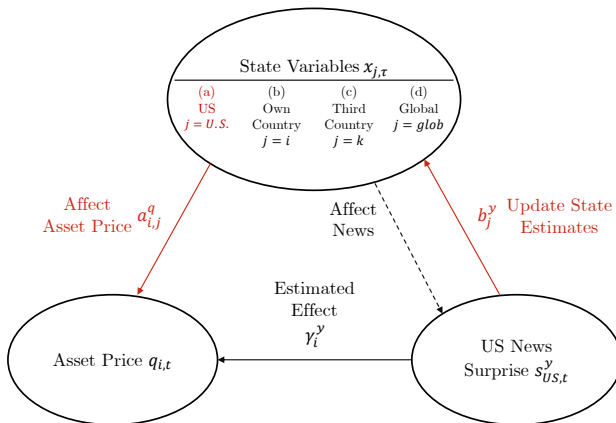 State Variables x_{j,τ}
(a) (b) (c) (d)
US Own Third Global
j = U.S. Country Country j = glob
j = i j = k
Affect
Asset Price a^q_{i,j}
Affect
News
b^y_j Update State
Estimates
Estimated
Effect
γ^y_i
Asset Price q_{i,t}
US News
Surprise s^y_{US,t}